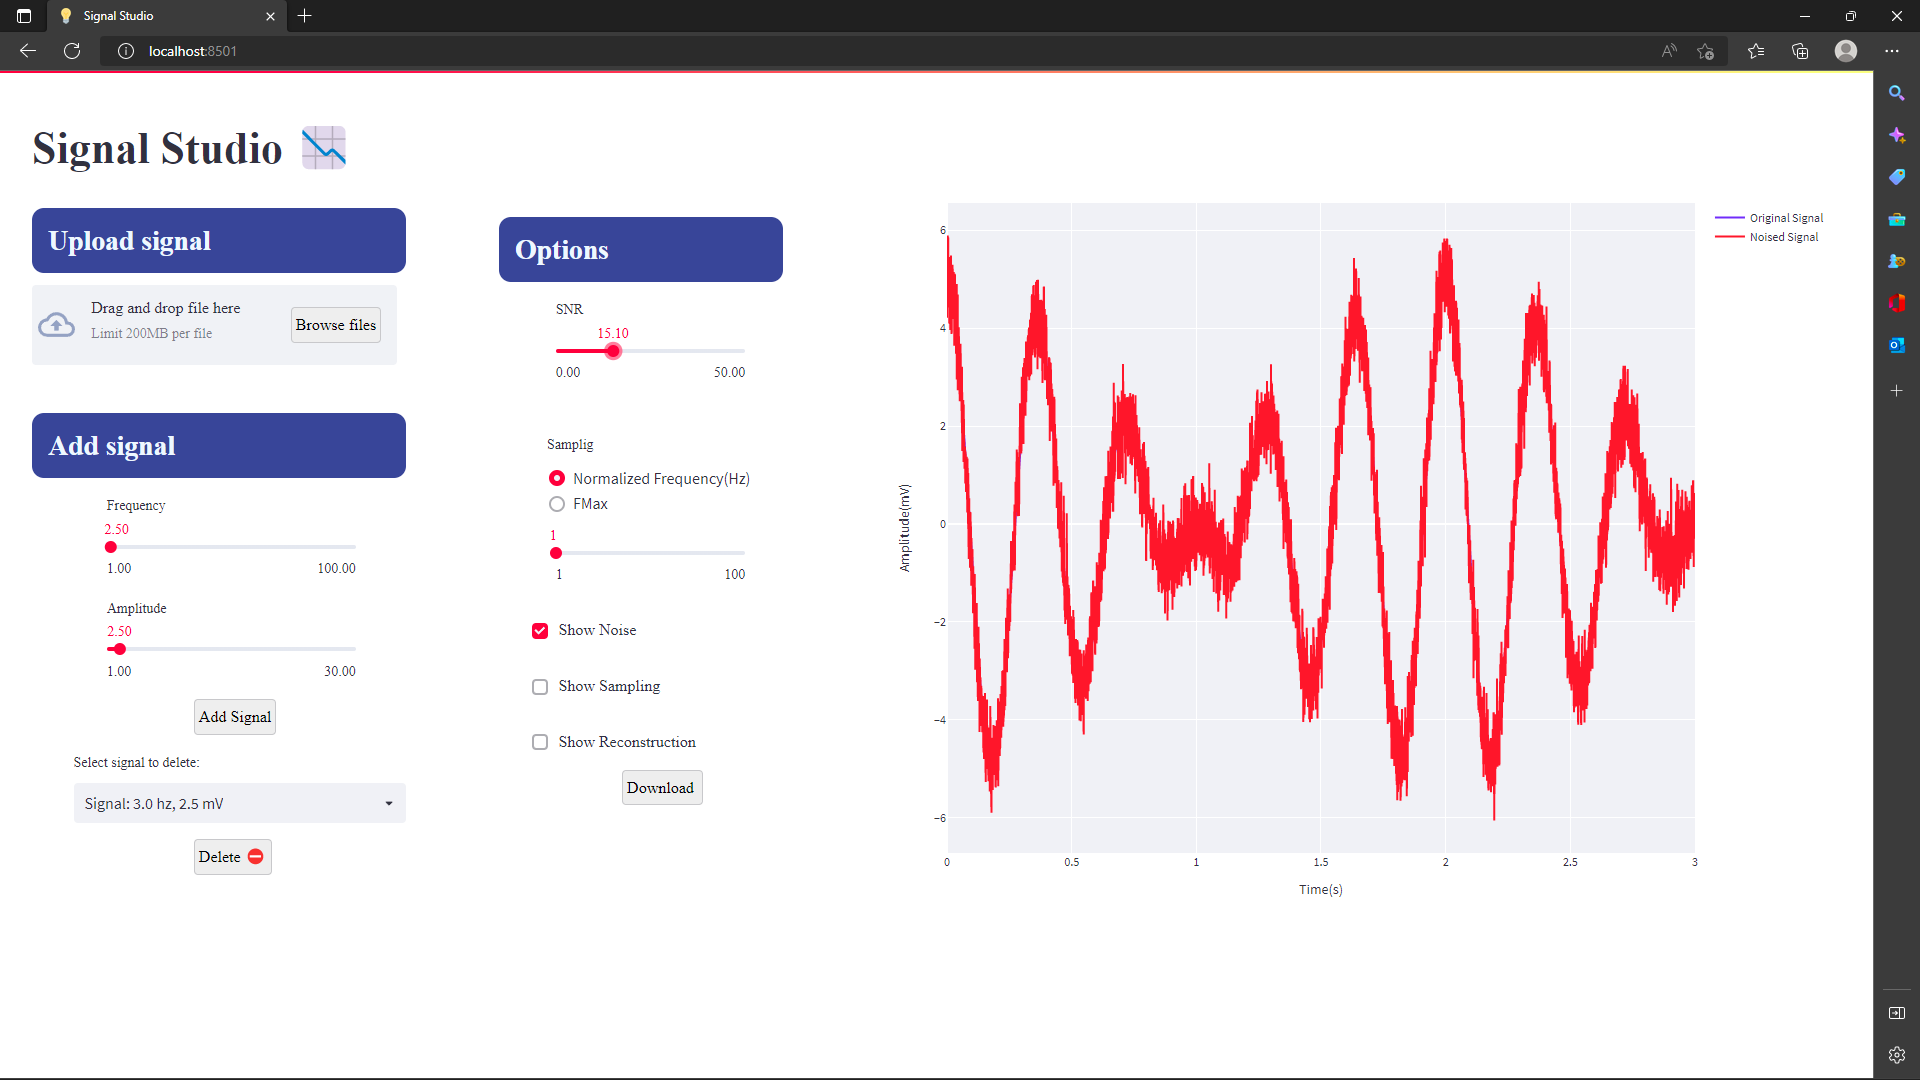 Signal Studio
localhost:8501
Signal Studio
Upload signal
Drag and drop file here
Limit 200MB per file
Browse files
Add signal
Frequency
2.50
1.00
100.00
Amplitude
2.50
1.00
30.00
Add Signal
Select signal to delete:
Signal: 3.0 hz, 2.5 mV
Delete
Options
SNR
15.10
0.00
50.00
Samplig
Normalized Frequency(Hz)
FMax
1
1
100
Show Noise
Show Sampling
Show Reconstruction
Download
Original Signal
Noised Signal
Amplitude(mV)
6
4
2
0
−2
−4
−6
0
0.5
1
1.5
2
2.5
3
Time(s)